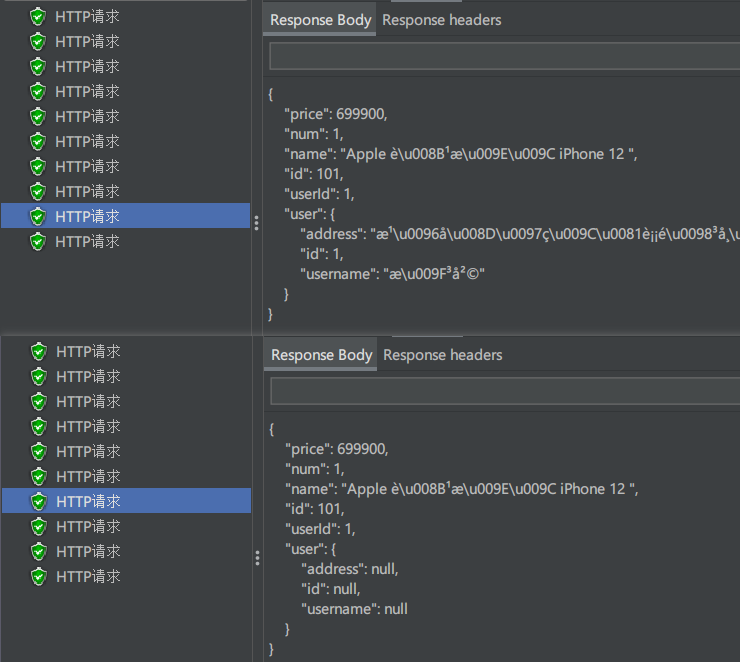 HTTP请求
HTTP请求
HTTP请求
HTTP请求
HTTP请求
HTTP请求
HTTP请求
HTTP请求
HTTP请求
HTTP请求
Response Body Response headers
{
"price": 699900,
"num": 1,
"name": "Apple è\u008B¹æ\u009E\u009C iPhone 12 ",
"id": 101,
"userId": 1,
"user": {
"address": "æ¹\u0096å\u008D\u0097ç\u009C\u0081è¡¡é\u0098³å¸\u
"id": 1,
"username": "æ\u009F³å²©"
}
}
HTTP请求
HTTP请求
HTTP请求
HTTP请求
HTTP请求
HTTP请求
HTTP请求
HTTP请求
HTTP请求
HTTP请求
Response Body Response headers
{
"price": 699900,
"num": 1,
"name": "Apple è\u008B¹æ\u009E\u009C iPhone 12 ",
"id": 101,
"userId": 1,
"user": {
"address": null,
"id": null,
"username": null
}
}